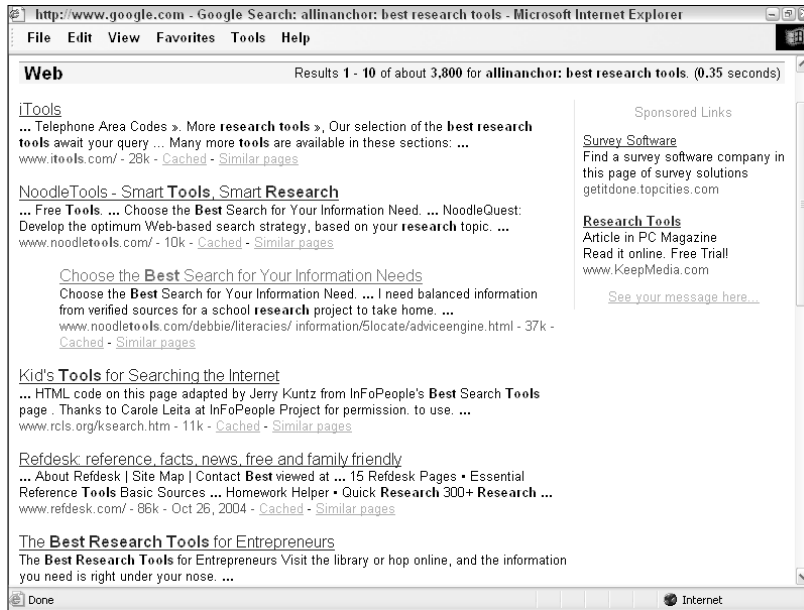 http://www.google.com - Google Search: allinanchor: best research tools - Microsoft Internet Explorer
File Edit View Favorites Tools Help
Web
Results 1 - 10 of about 3,800 for allinanchor: best research tools. (0.35 seconds)
iTools
... Telephone Area Codes ». More research tools », Our selection of the best research
tools await your query ... Many more tools are available in these sections: ...
www.itools.com/ - 28k - Cached - Similar pages
NoodleTools - Smart Tools, Smart Research
... Free Tools. ... Choose the Best Search for Your Information Need. ... NoodleQuest:
Develop the optimum Web-based search strategy, based on your research topic. ...
www.noodletools.com/ - 10k - Cached - Similar pages
Choose the Best Search for Your Information Needs
Choose the Best Search for Your Information Need. ... I need balanced information
from verified sources for a school research project to take home. ...
www.noodletools.com/debbie/literacies/ information/5locate/adviceengine.html - 37k -
Cached - Similar pages
Kid's Tools for Searching the Internet
... HTML code on this page adapted by Jerry Kuntz from InFoPeople's Best Search Tools
page . Thanks to Carole Leita at InFoPeople Project for permission. to use. ...
www.rcls.org/ksearch.htm - 11k - Cached - Similar pages
Refdesk: reference, facts, news, free and family friendly
... About Refdesk | Site Map | Contact Best viewed at ... 15 Refdesk Pages • Essential
Reference Tools Basic Sources ... Homework Helper • Quick Research 300+ Research ...
www.refdesk.com/ - 86k - Oct 26, 2004 - Cached - Similar pages
The Best Research Tools for Entrepreneurs
The Best Research Tools for Entrepreneurs Visit the library or hop online, and the information
you need is right under your nose. ...
Sponsored Links
Survey Software
Find a survey software company in
this page of survey solutions
getitdone.topcities.com
Research Tools
Article in PC Magazine
Read it online. Free Trial!
www.KeepMedia.com
See your message here...
Done
Internet